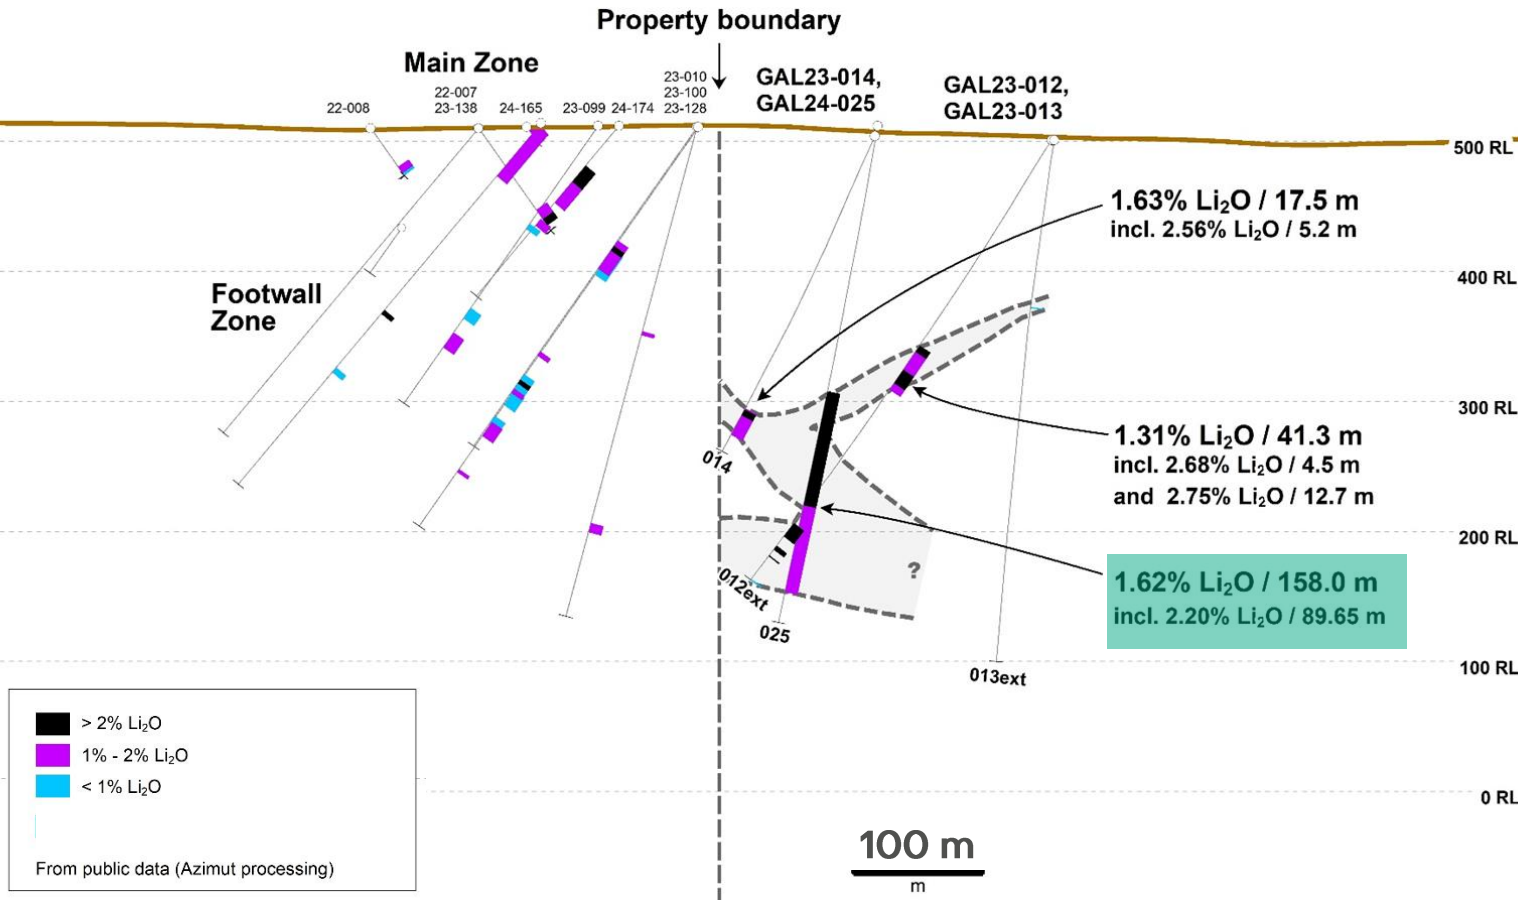 Property boundary
Main Zone
22-008
22-007
23-138
24-165
23-099
24-174
23-010
23-100
23-128
GAL23-014,
GAL24-025
GAL23-012,
GAL23-013
500 RL
1.63% Li₂O / 17.5 m
incl. 2.56% Li₂O / 5.2 m
400 RL
Footwall
Zone
300 RL
1.31% Li₂O / 41.3 m
incl. 2.68% Li₂O / 4.5 m
and 2.75% Li₂O / 12.7 m
014
200 RL
?
012ext
1.62% Li₂O / 158.0 m
incl. 2.20% Li₂O / 89.65 m
025
100 RL
013ext
> 2% Li₂O
1% - 2% Li₂O
< 1% Li₂O
From public data (Azimut processing)
0 RL
100 m
m